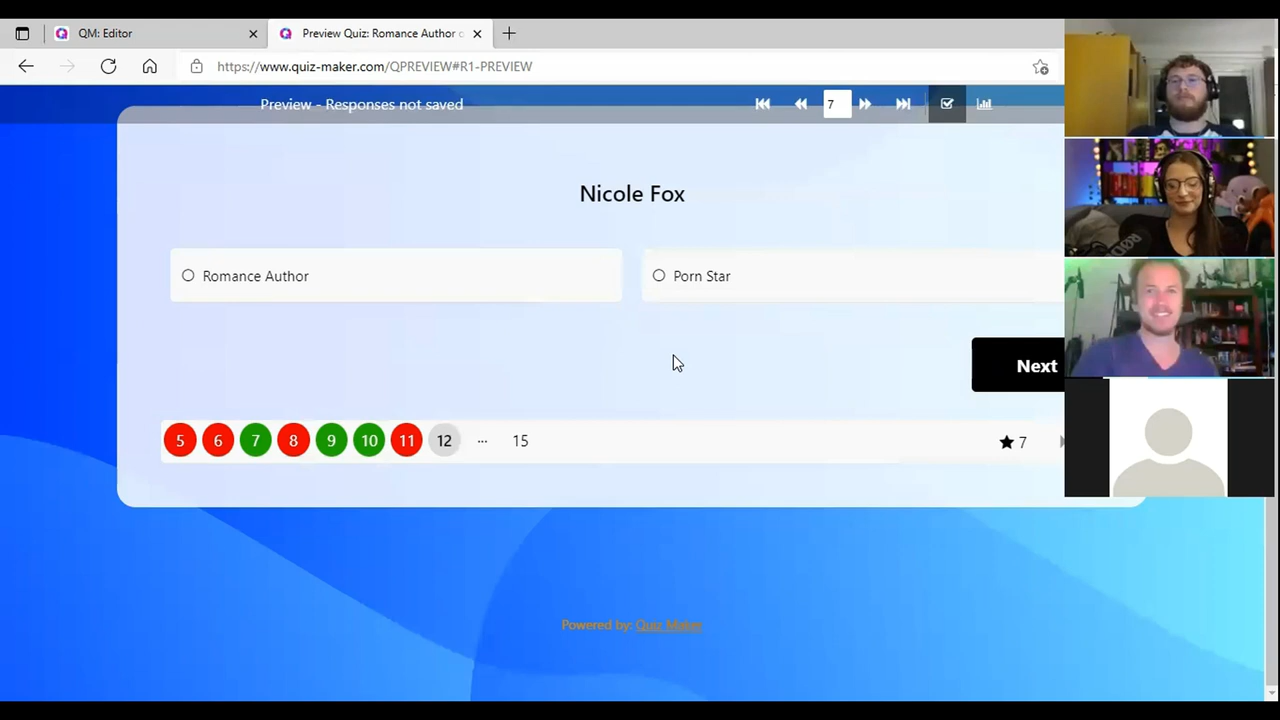 QM: Editor
Preview Quiz: Romance Author o
https://www.quiz-maker.com/QPREVIEW#R1-PREVIEW
Preview - Responses not saved
7
Nicole Fox
Romance Author
Porn Star
Next
5 6 7 8 9 10 11 12 ... 15
7
Powered by: Quiz Maker